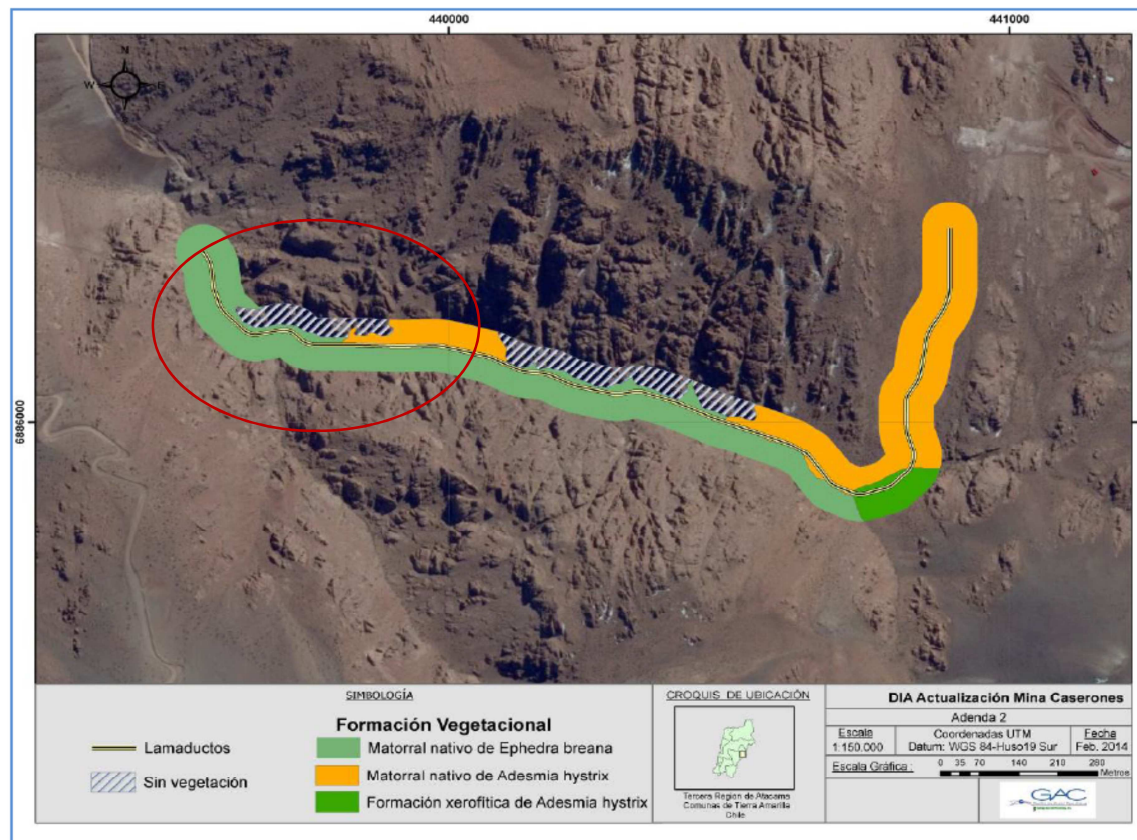 440000
441000
N
W
E
6886000
SIMBOLOGÍA
Formación Vegetacional
Lamaductos
Sin vegetación
Matorral nativo de Ephedra breana
Matorral nativo de Adesmia hystrix
Formación xerofítica de Adesmia hystrix
CROQUIS DE UBICACIÓN
Tercera Región de Atacama
Comunas de Tierra Amarilla
Chile
DIA Actualización Mina Caserones
Adenda 2
Escala
1:150.000
Coordenadas UTM
Datum: WGS 84-Huso19 Sur
Fecha
Feb. 2014
Escala Gráfica :
0 35 70 140 210 280
Metros
GAC